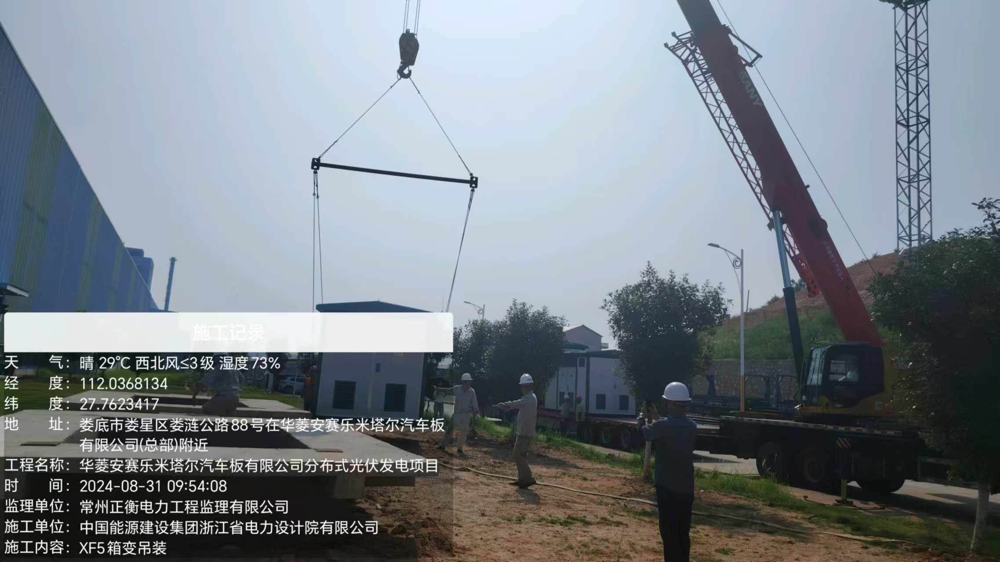 SANY
施工记录
天 气：晴 29℃ 西北风≤3级 湿度73%
经 度：112.0368134
纬 度：27.7623417
地 址：娄底市娄星区娄涟公路88号在华菱安赛乐米塔尔汽车板
有限公司(总部)附近
工程名称：华菱安赛乐米塔尔汽车板有限公司分布式光伏发电项目
时 间：2024-08-31 09:54:08
监理单位：常州正衡电力工程监理有限公司
施工单位：中国能源建设集团浙江省电力设计院有限公司
施工内容：XF5箱变吊装